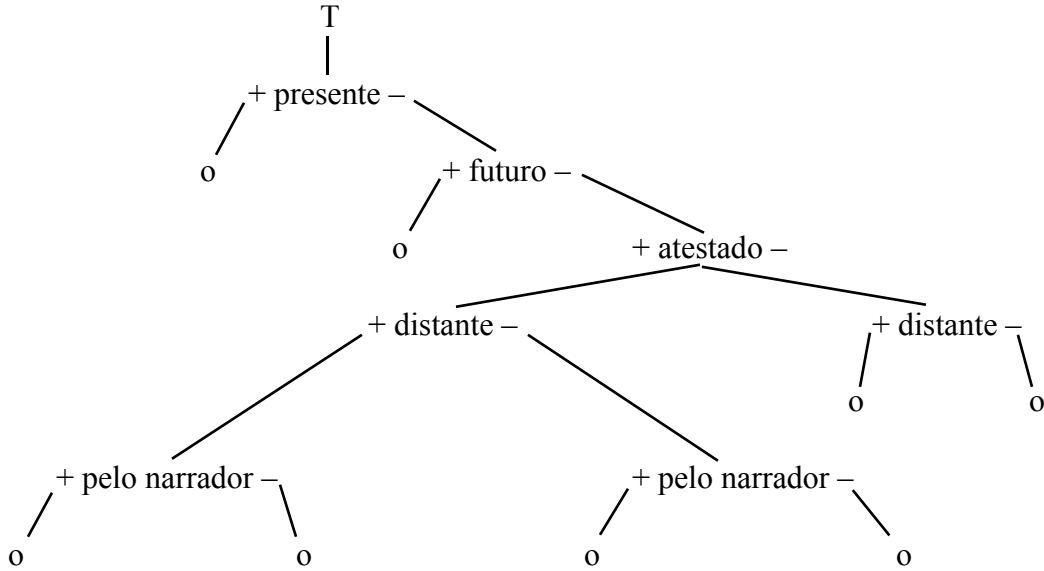 T
+ presente –
o
+ futuro –
o
+ atestado –
+ distante –
+ distante –
o
o
+ pelo narrador –
+ pelo narrador –
o
o
o
o